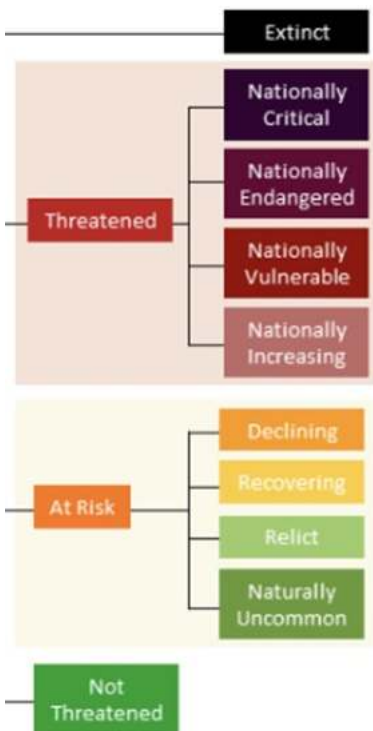 Extinct
Nationally
Critical
Nationally
Endangered
Threatened
Nationally
Vulnerable
Nationally
Increasing
Declining
Recovering
At Risk
Relict
Naturally
Uncommon
Not
Threatened